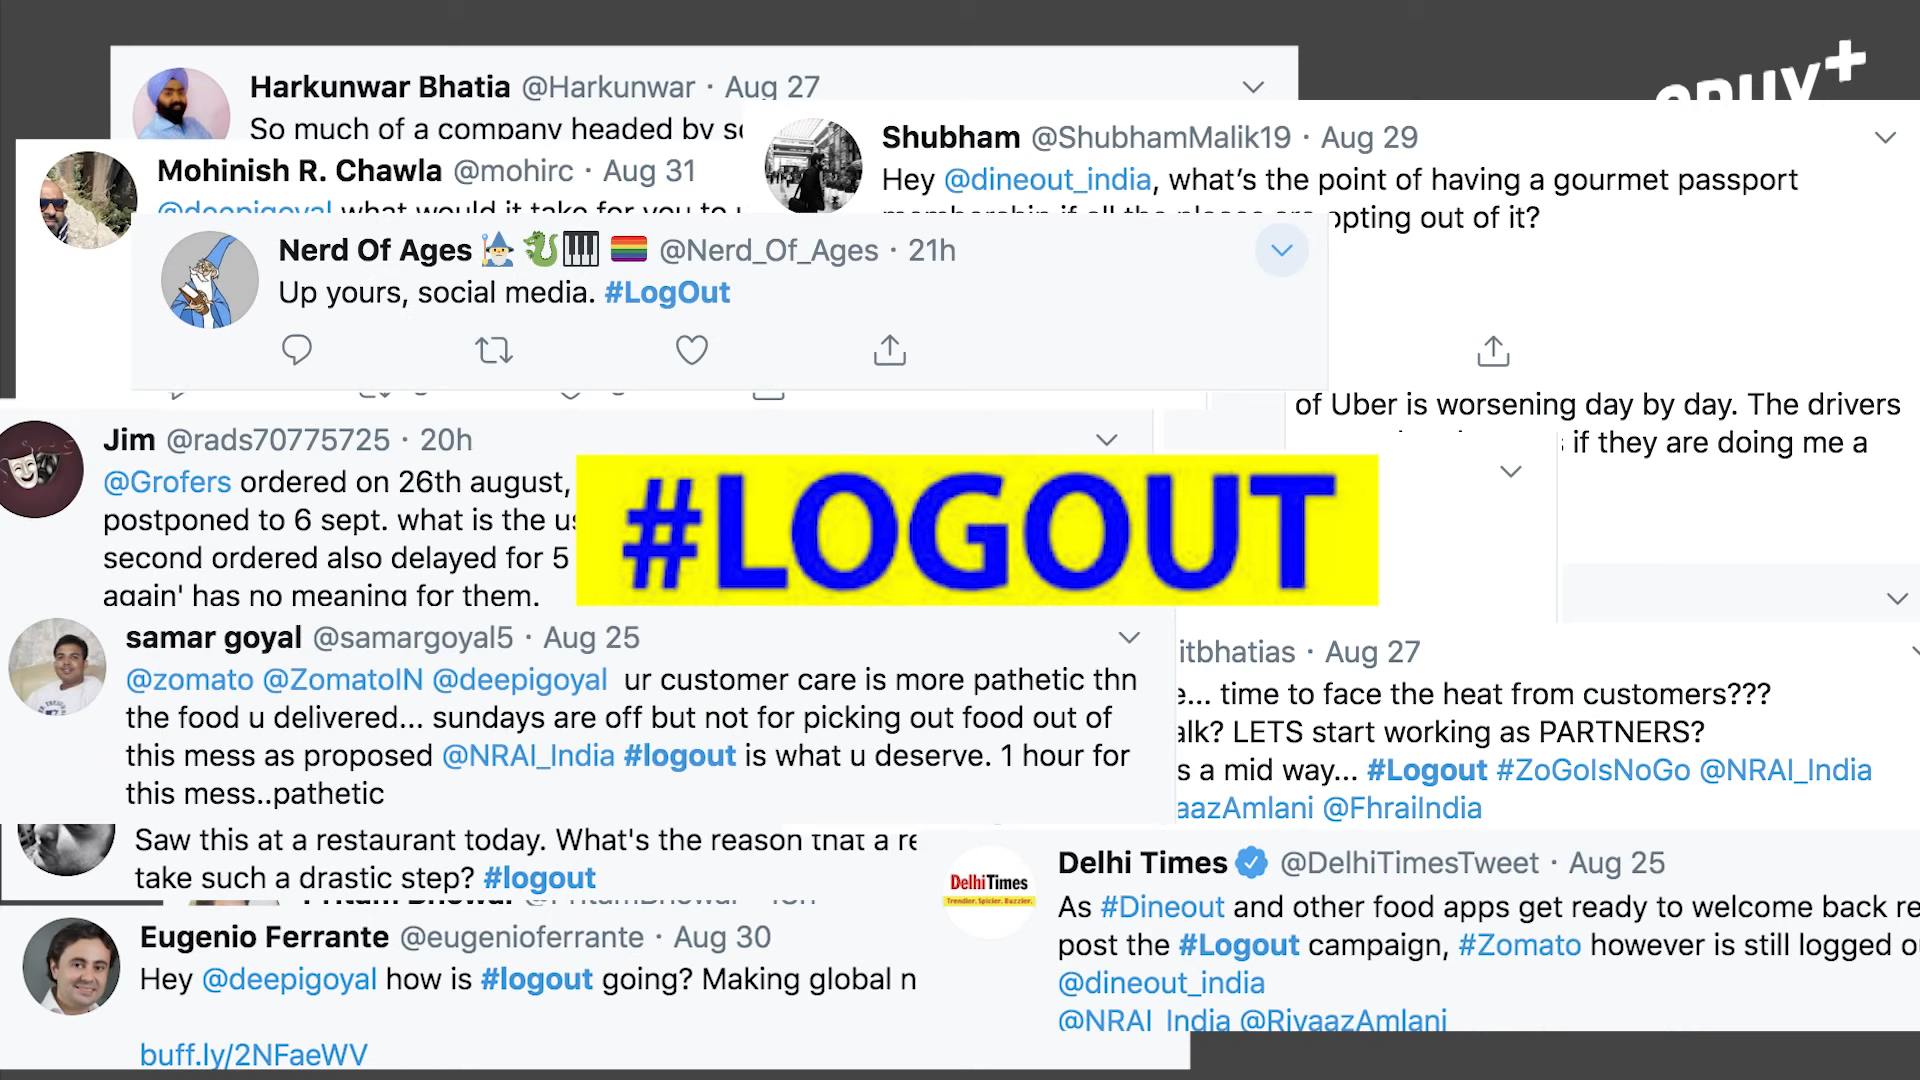 Harkunwar Bhatia @Harkunwar · Aug 27
So much of a company headed by
Mohinish R. Chawla @mohirc · Aug 31
@deepigoyal what would it take for you to
Shubham @ShubhamMalik19 · Aug 29
Hey @dineout_india, what's the point of having a gourmet passport
membership if all the places are opting out of it?
Nerd Of Ages @Nerd_Of_Ages · 21h
Up yours, social media. #LogOut
of Uber is worsening day by day. The drivers
if they are doing me a
Jim @rads70775725 · 20h
@Grofers ordered on 26th august,
postponed to 6 sept. what is the
second ordered also delayed for 5
again' has no meaning for them.
#LOGOUT
samar goyal @samargoyal5 · Aug 25
@zomato @ZomatoIN @deepigoyal ur customer care is more pathetic thn
the food u delivered... sundays are off but not for picking out food out of
this mess as proposed @NRAI_India #logout is what u deserve. 1 hour for
this mess..pathetic
itbhatias · Aug 27
e... time to face the heat from customers???
alk? LETS start working as PARTNERS?
s a mid way... #Logout #ZoGoIsNoGo @NRAI_India
aazAmlani @FhraiIndia
Saw this at a restaurant today. What's the reason that a re
take such a drastic step? #logout
Eugenio Ferrante @eugenioferrante · Aug 30
Hey @deepigoyal how is #logout going? Making global n
buff.ly/2NFaeWV
DelhiTimes
Trendier. Spicier. Buzzier.
Delhi Times @DelhiTimesTweet · Aug 25
As #Dineout and other food apps get ready to welcome back re
post the #Logout campaign, #Zomato however is still logged o
@dineout_india
@NRAI_India @RiyaazAmlani